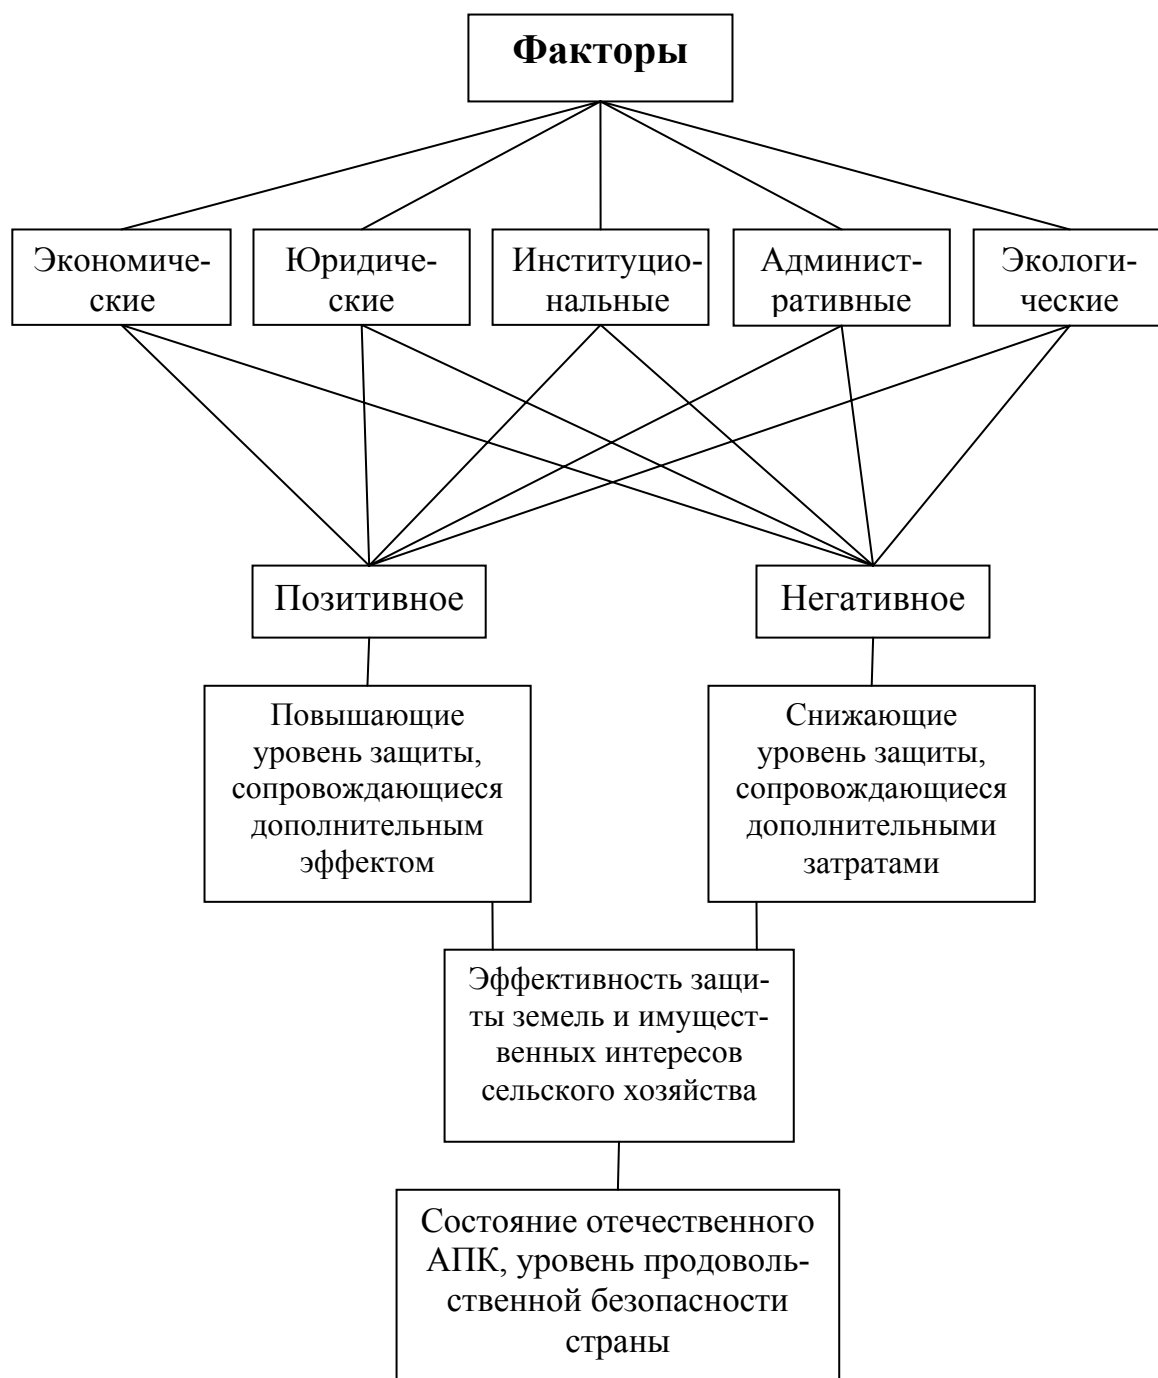 Факторы
Экономиче-
ские
Юридиче-
ские
Институцио-
нальные
Админист-
ративные
Экологи-
ческие
Позитивное
Негативное
Повышающие
уровень защиты,
сопровождающиеся
дополнительным
эффектом
Снижающие
уровень защиты,
сопровождающиеся
дополнительными
затратами
Эффективность защи-
ты земель и имущест-
венных интересов
сельского хозяйства
Состояние отечественного
АПК, уровень продоволь-
ственной безопасности
страны